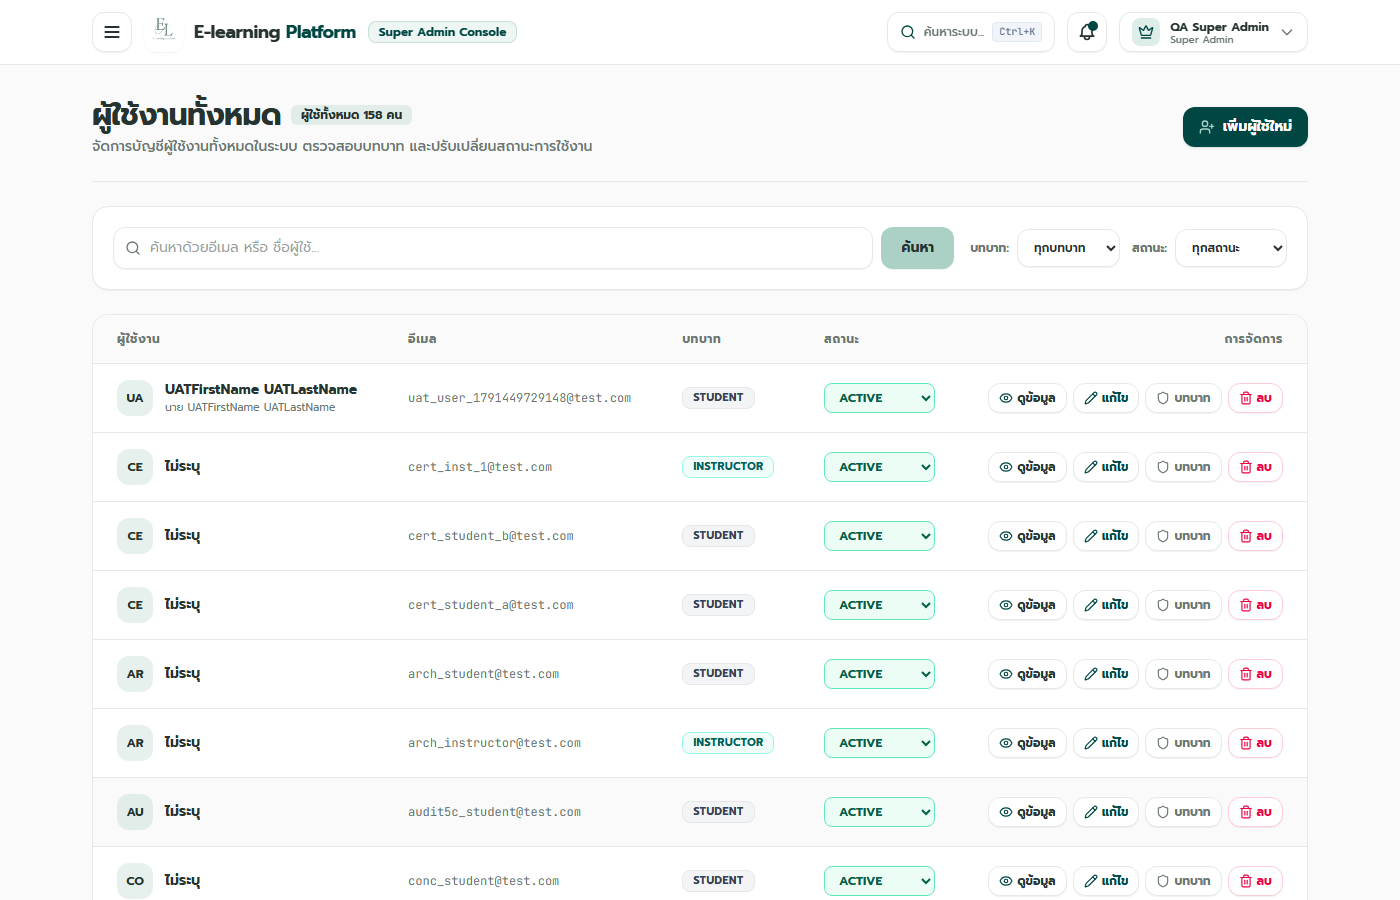 EL
E-learning Platform
Super Admin Console
ค้นหาระบบ...
Ctrl+K
QA Super Admin
Super Admin
ผู้ใช้งานทั้งหมด
ผู้ใช้ทั้งหมด 158 คน
จัดการบัญชีผู้ใช้งานทั้งหมดในระบบ ตรวจสอบบทบาท และปรับเปลี่ยนสถานะการใช้งาน
เพิ่มผู้ใช้ใหม่
ค้นหาด้วยอีเมล หรือ ชื่อผู้ใช้...
ค้นหา
บทบาท: ทุกบทบาท
สถานะ: ทุกสถานะ
ผู้ใช้งาน อีเมล บทบาท สถานะ การจัดการ
UA UATFirstName UATLastName
นาย UATFirstName UATLastName
uat_user_1791449729148@test.com STUDENT ACTIVE ดูข้อมูล แก้ไข บทบาท ลบ
CE ไม่ระบุ cert_inst_1@test.com INSTRUCTOR ACTIVE ดูข้อมูล แก้ไข บทบาท ลบ
CE ไม่ระบุ cert_student_b@test.com STUDENT ACTIVE ดูข้อมูล แก้ไข บทบาท ลบ
CE ไม่ระบุ cert_student_a@test.com STUDENT ACTIVE ดูข้อมูล แก้ไข บทบาท ลบ
AR ไม่ระบุ arch_student@test.com STUDENT ACTIVE ดูข้อมูล แก้ไข บทบาท ลบ
AR ไม่ระบุ arch_instructor@test.com INSTRUCTOR ACTIVE ดูข้อมูล แก้ไข บทบาท ลบ
AU ไม่ระบุ audit5c_student@test.com STUDENT ACTIVE ดูข้อมูล แก้ไข บทบาท ลบ
CO ไม่ระบุ conc_student@test.com STUDENT ACTIVE ดูข้อมูล แก้ไข บทบาท ลบ